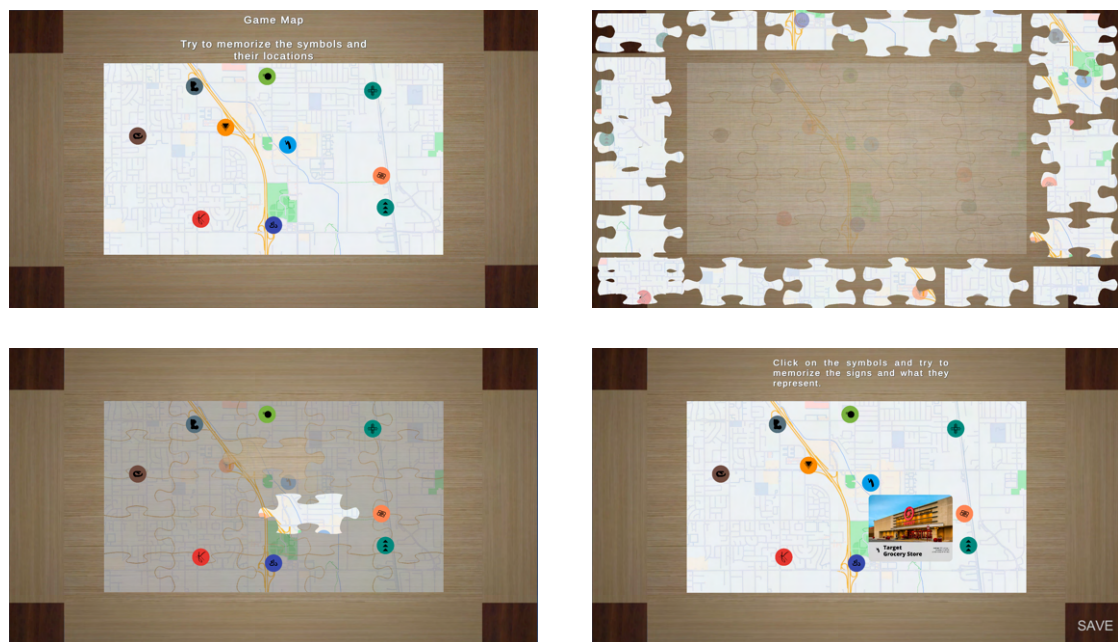 Game Map
Try to memorize the symbols and
their locations
Click on the symbols and try to
memorize the signs and what they
represent.
Target
Grocery Store
SAVE